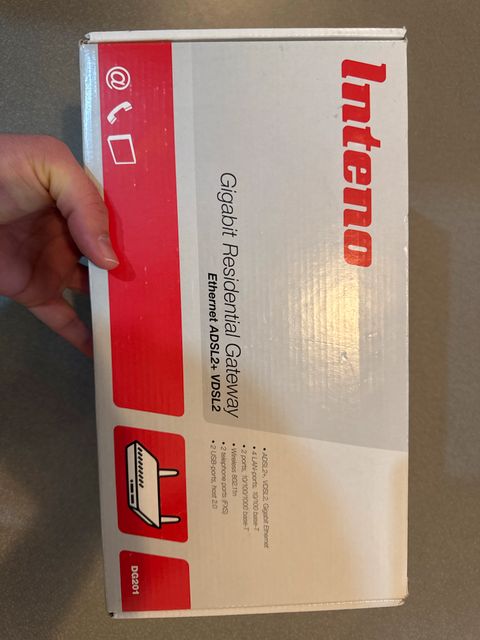 Inteno
Gigabit Residential Gateway
Ethernet ADSL2+ VDSL2
• ADSL2+, VDSL2, Gigabit Ethernet
• 4 LAN-ports, 10/100 base-T
• 2 ports, 10/100/1000 base-T
• Wireless 802.11n
• 2 telephone ports (FXS)
• 2 USB-ports, host 2.0
@
DG201